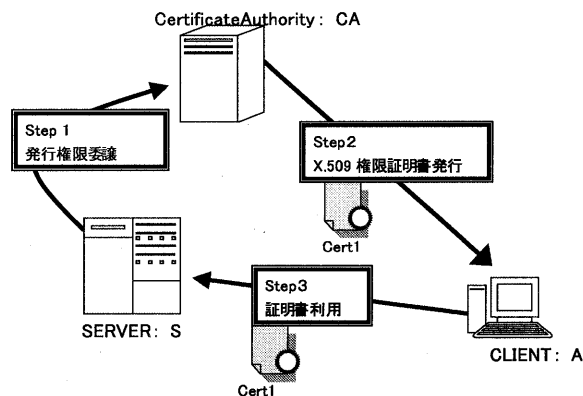 CertificateAuthority: CA
Step 1
発行権限委譲
Step2
X.509 権限証明書発行
Cert1
Step3
証明書利用
SERVER: S
CLIENT: A
Cert1